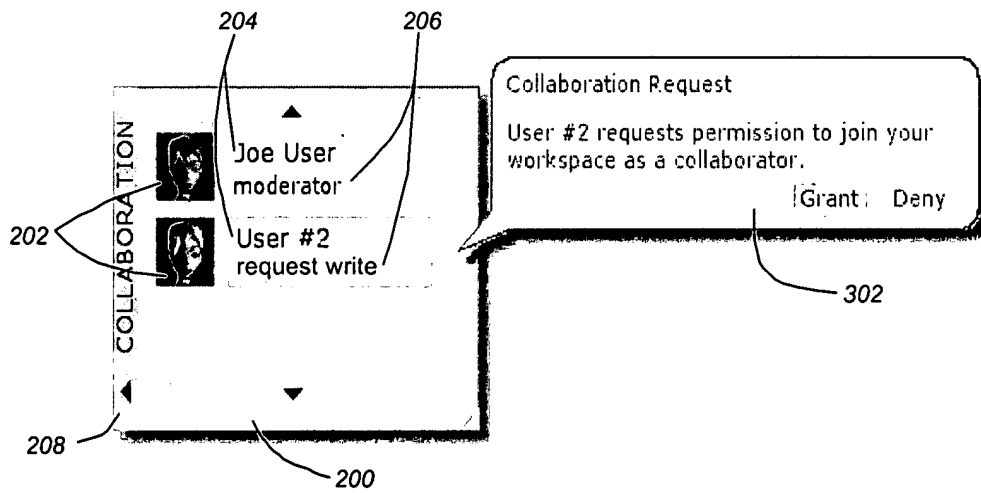 204
206
Collaboration Request
User #2 requests permission to join your
workspace as a collaborator.
Grant Deny
COLLABORATION
Joe User
moderator
202
User #2
request write
302
208
200